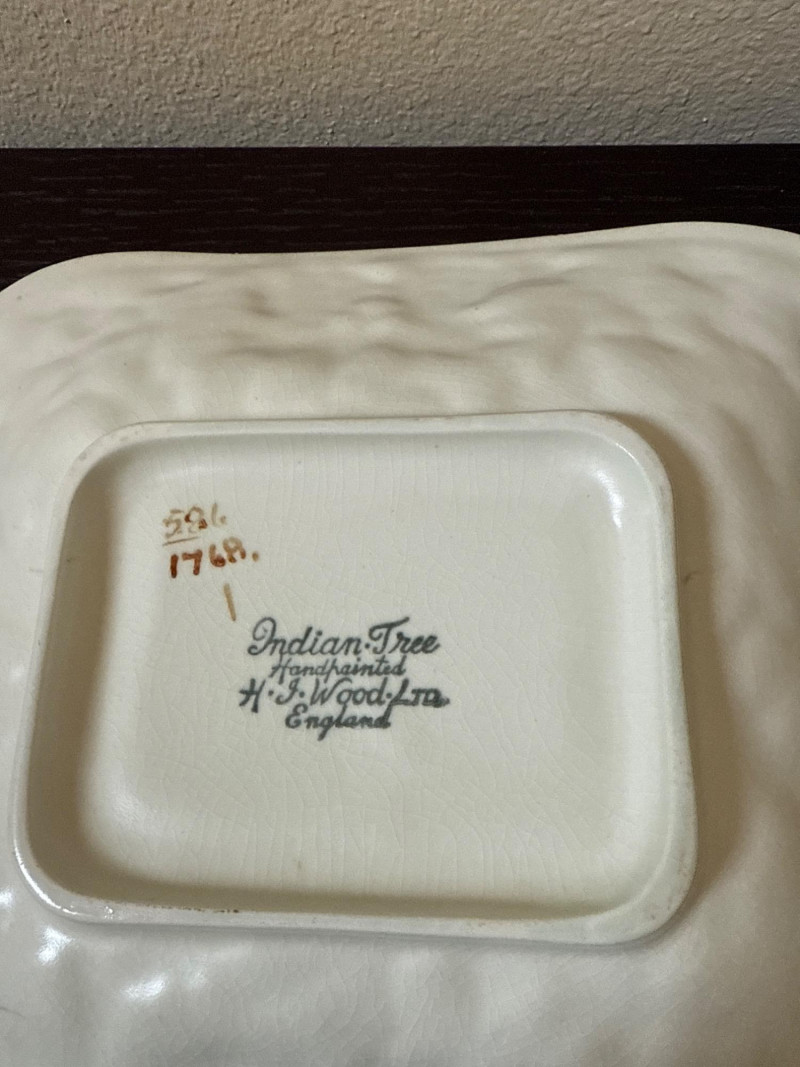 586
1768.
1
Indian·Tree
Handpainted
H·J·Wood·Ltd.
England